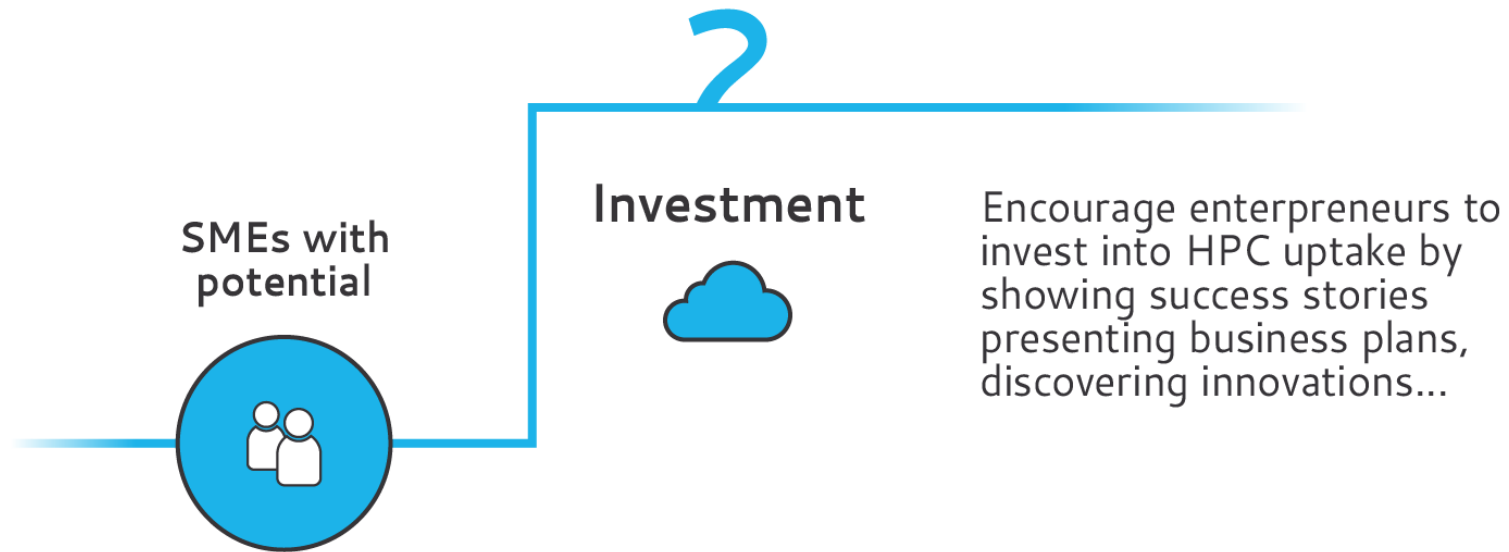 ?
SMEs with
potential
Investment
Encourage enterpreneurs to
invest into HPC uptake by
showing success stories
presenting business plans,
discovering innovations...